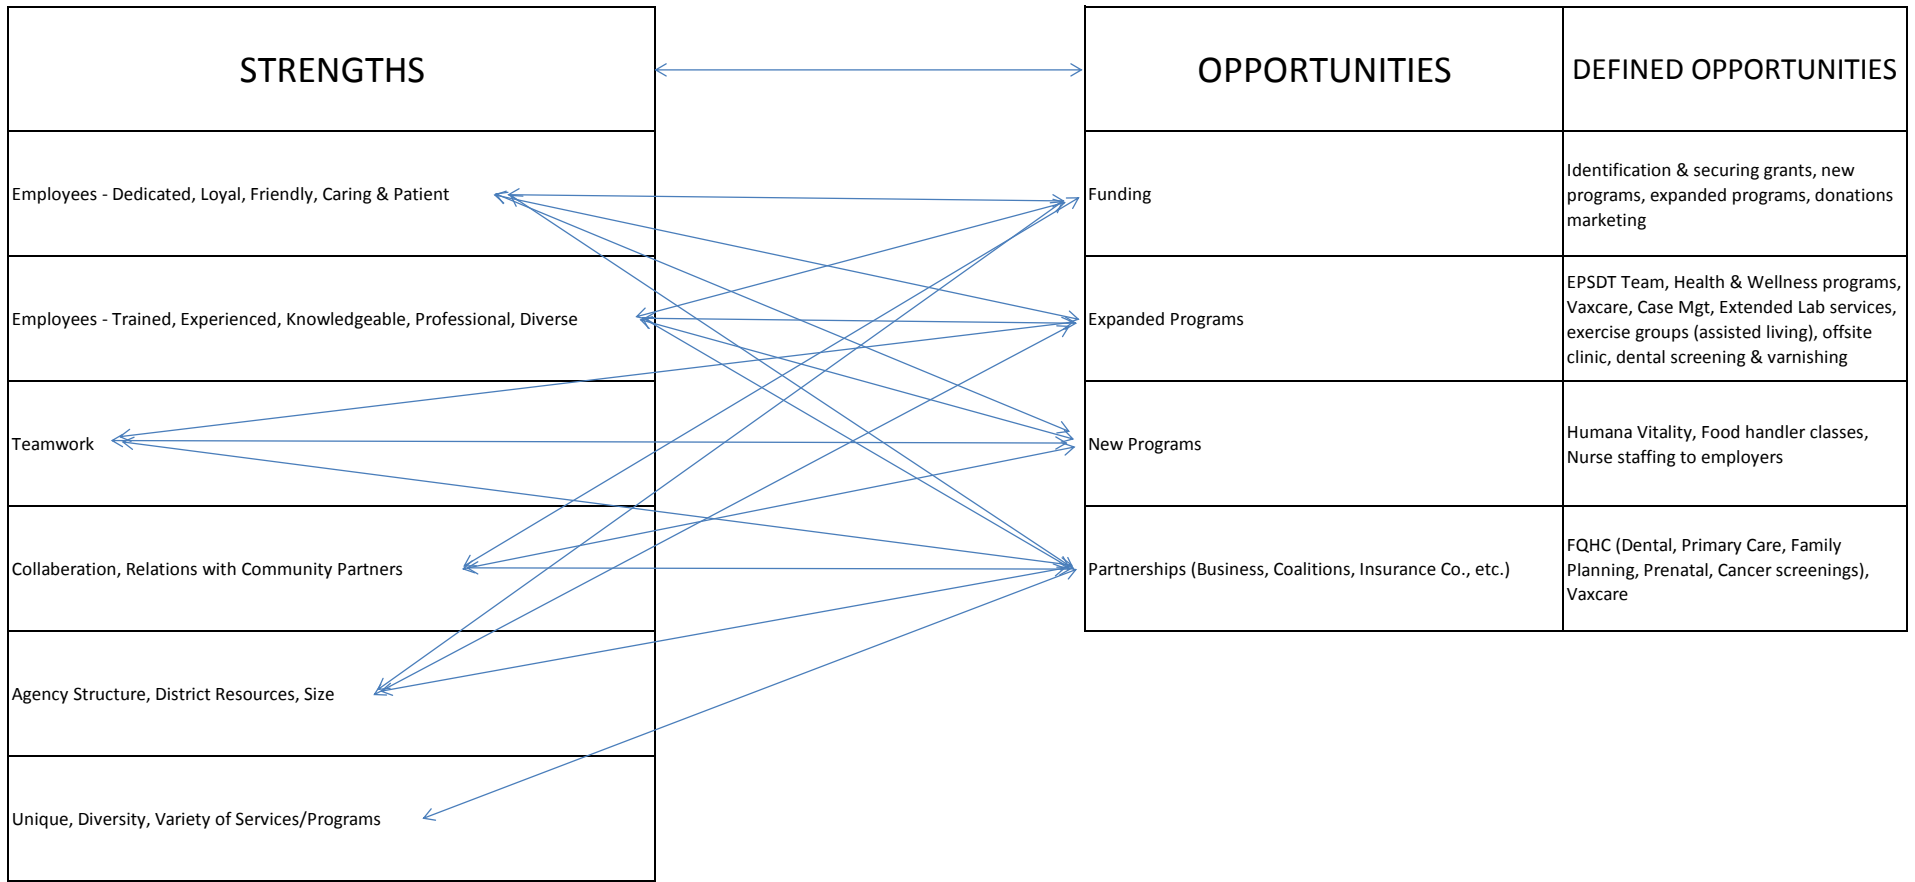 STRENGTHS
OPPORTUNITIES
DEFINED OPPORTUNITIES
Employees - Dedicated, Loyal, Friendly, Caring & Patient
Funding
Identification & securing grants, new
programs, expanded programs, donations
marketing
Employees - Trained, Experienced, Knowledgeable, Professional, Diverse
Expanded Programs
EPSDT Team, Health & Wellness programs,
Vaxcare, Case Mgt, Extended Lab services,
exercise groups (assisted living), offsite
clinic, dental screening & varnishing
Teamwork
New Programs
Humana Vitality, Food handler classes,
Nurse staffing to employers
Collaberation, Relations with Community Partners
Partnerships (Business, Coalitions, Insurance Co., etc.)
FQHC (Dental, Primary Care, Family
Planning, Prenatal, Cancer screenings),
Vaxcare
Agency Structure, District Resources, Size
Unique, Diversity, Variety of Services/Programs